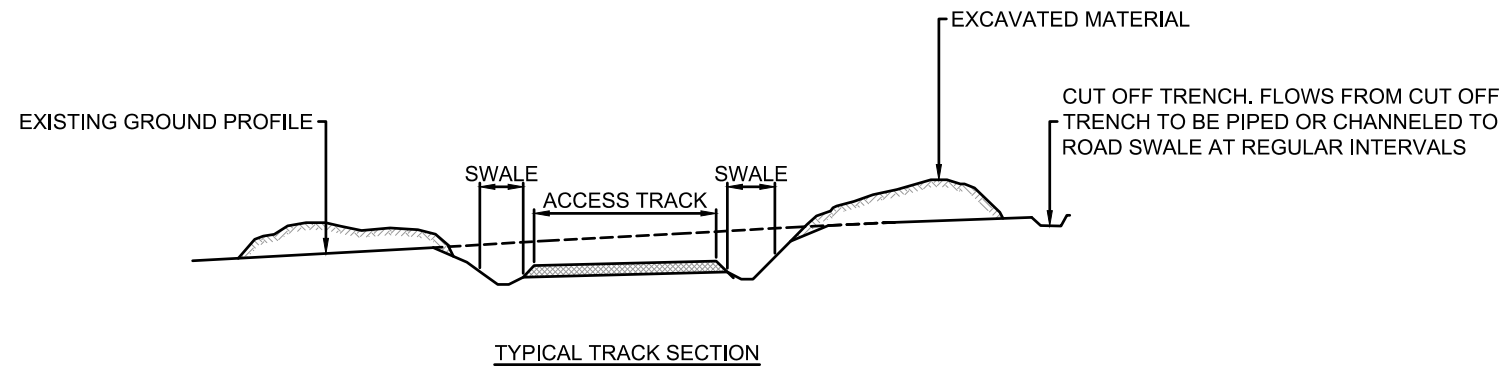 EXCAVATED MATERIAL
CUT OFF TRENCH. FLOWS FROM CUT OFF
TRENCH TO BE PIPED OR CHANNELED TO
ROAD SWALE AT REGULAR INTERVALS
EXISTING GROUND PROFILE
SWALE
SWALE
ACCESS TRACK
TYPICAL TRACK SECTION